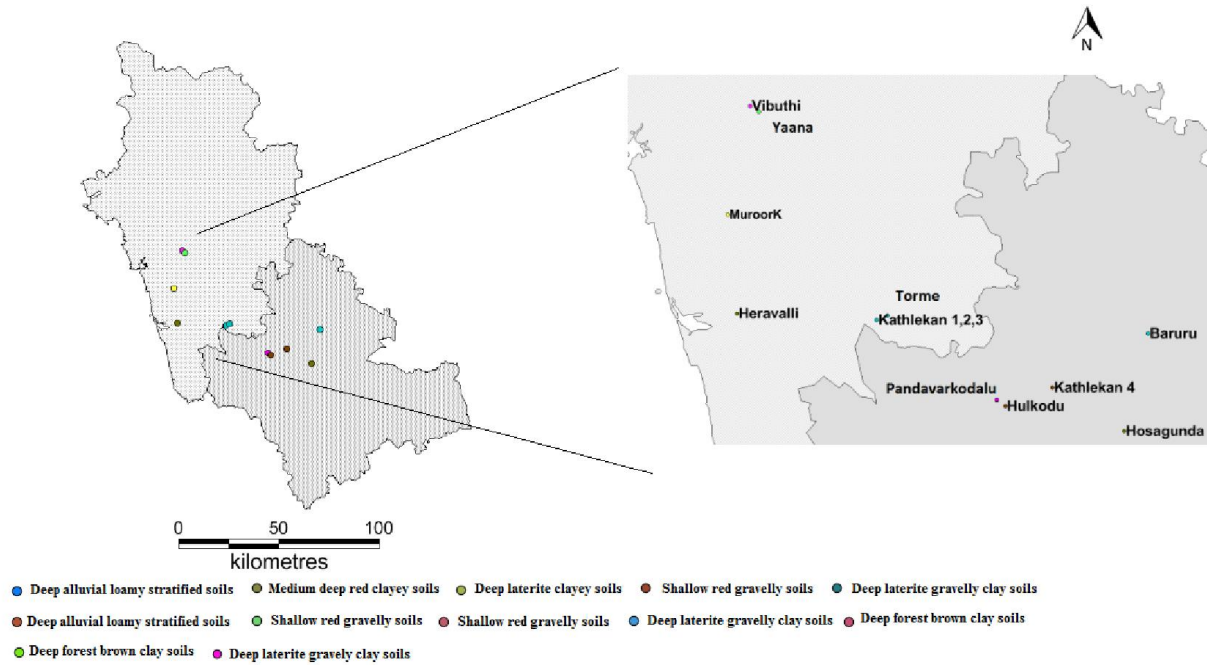 N
Vibuthi
Yaana
MuroorK
Torme
Heravalli
Kathlekan 1,2,3
Baruru
Pandavarkodalu
Kathlekan 4
Hulkodu
Hosagunda
0 50 100
kilometres
Deep alluvial loamy stratified soils Medium deep red clayey soils Deep laterite clayey soils Shallow red gravelly soils Deep laterite gravelly clay soils
Deep alluvial loamy stratified soils Shallow red gravelly soils Shallow red gravelly soils Deep laterite gravelly clay soils Deep forest brown clay soils
Deep forest brown clay soils Deep laterite gravely clay soils